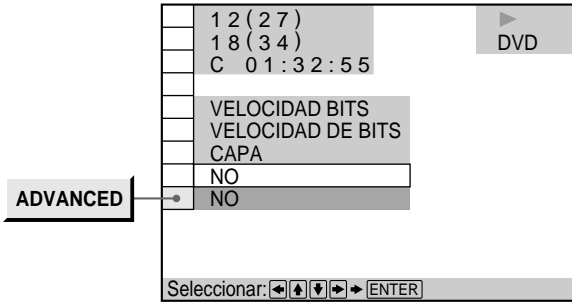 12(27)
18(34)
C 01:32:55
DVD
VELOCIDAD BITS
VELOCIDAD DE BITS
CAPA
NO
NO
ADVANCED
Seleccionar: ENTER